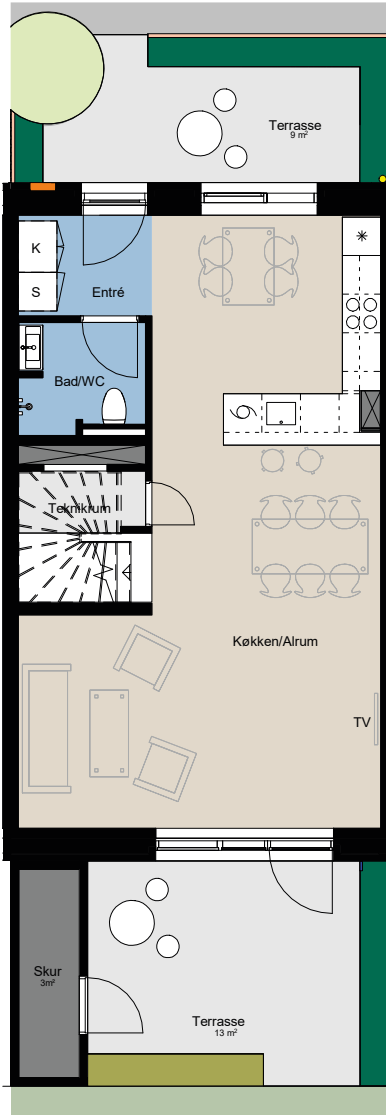 Terrasse
9 m²
K
S
Entré
Bad/WC
Teknikrum
Køkken/Alrum
TV
Skur
3m²
Terrasse
13 m²